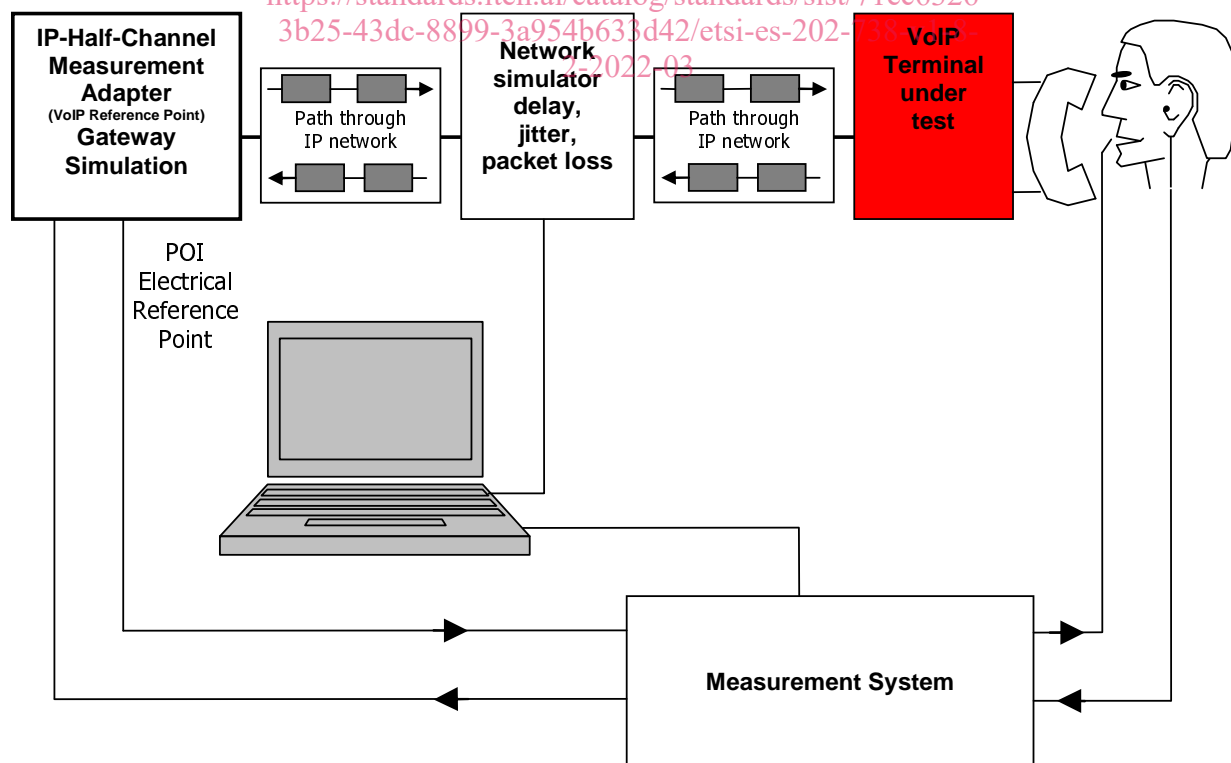 https://standards.iteh.ai/catalog/standards/sist/
3b25-43dc-8899-3a954b633d42/etsi-es-202-
2-2022-03
IP-Half-Channel
Measurement
Adapter
(VoIP Reference Point)
Gateway
Simulation
Path through
IP network
Network
simulator
delay,
jitter,
packet loss
Path through
IP network
VoIP
Terminal
under
test
POI
Electrical
Reference
Point
Measurement System